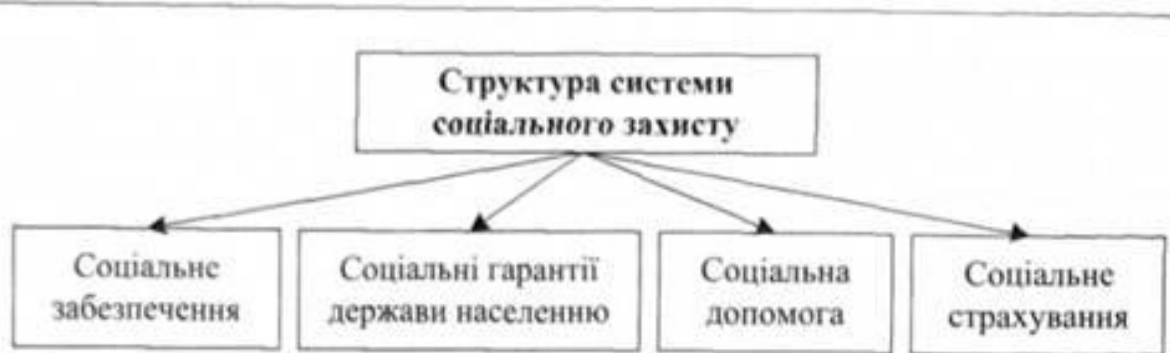 Структура системи
соціального захисту
Соціальне
забезпечення
Соціальні гарантії
держави населенню
Соціальна
допомога
Соціальне
страхування